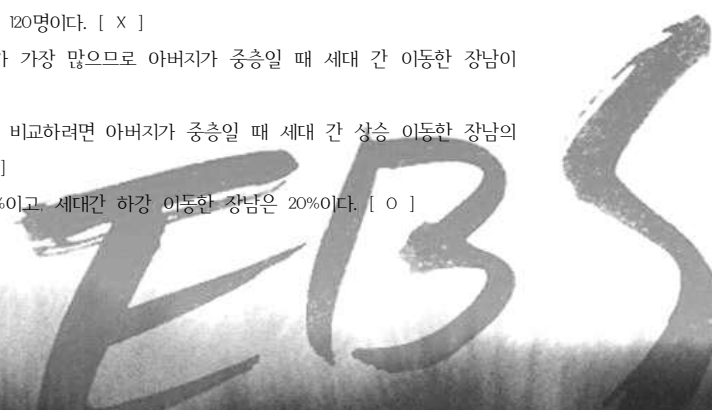 120명이다. [ X ]
가 가장 많으므로 아버지가 중층일 때 세대 간 이동한 장남이
비교하려면 아버지가 중층일 때 세대 간 상승 이동한 장남의
]
%이고, 세대간 하강 이동한 장남은 20%이다. [ O ]
EBS